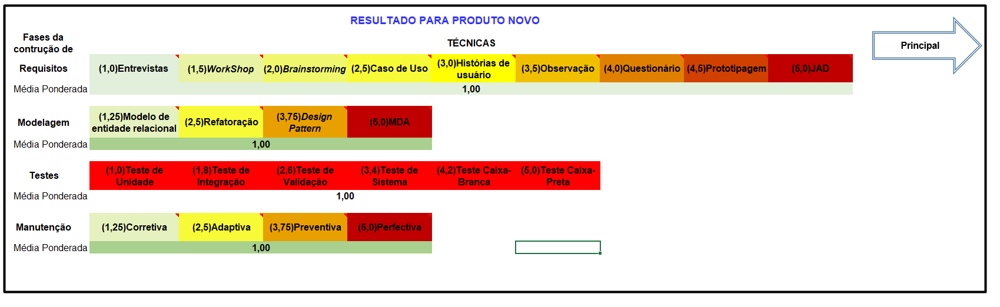 RESULTADO PARA PRODUTO NOVO
Fases da
contrução de
TÉCNICAS
Principal
Requisitos
(1,0)Entrevistas
(1,5)WorkShop
(2,0)Brainstorming
(2,5)Caso de Uso
(3,0)Histórias de
usuário
(3,5)Observação
(4,0)Questionário
(4,5)Prototipagem
(5,0)JAD
Média Ponderada
1,00
Modelagem
(1,25)Modelo de
entidade relacional
(2,5)Refatoração
(3,75)Design
Pattern
(5,0)MDA
Média Ponderada
1,00
Testes
(1,0)Teste de
Unidade
(1,8)Teste de
Integração
(2,6)Teste de
Validação
(3,4)Teste de
Sistema
(4,2)Teste Caixa-
Branca
(5,0)Teste Caixa-
Preta
Média Ponderada
1,00
Manutenção
(1,25)Corretiva
(2,5)Adaptiva
(3,75)Preventiva
(5,0)Perfectiva
Média Ponderada
1,00